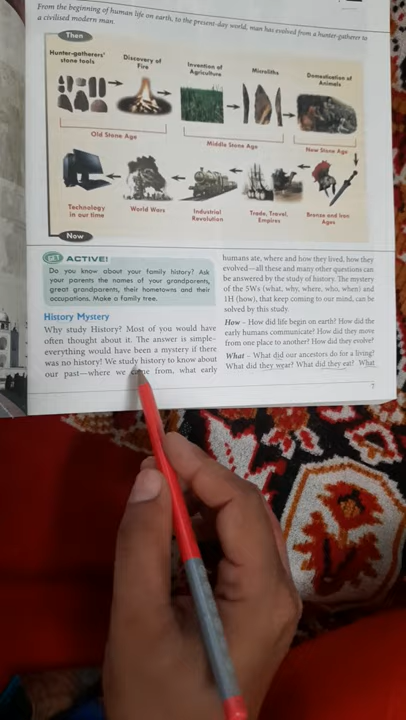 From the beginning of human life on earth, to the present-day world, man has evolved from a hunter-gatherer to
a civilised modern man.
Then
Hunter-gatherers'
stone tools
Discovery of
Fire
Invention of
Agriculture
Microliths
Domestication of
Animals
Old Stone Age
Middle Stone Age
New Stone Age
Technology
in our time
World Wars
Industrial
Revolution
Trade, Travel,
Empires
Bronze and Iron
Ages
Now
GET ACTIVE!
Do you know about your family history? Ask
your parents the names of your grandparents,
great grandparents, their hometowns and their
occupations. Make a family tree.
History Mystery
Why study History? Most of you would have
often thought about it. The answer is simple–
everything would have been a mystery if there
was no history! We study history to know about
our past—where we came from, what early
humans ate, where and how they lived, how they
evolved—all these and many other questions can
be answered by the study of history. The mystery
of the 5Ws (what, why, where, who, when) and
1H (how), that keep coming to our mind, can be
solved by this study.
How – How did life begin on earth? How did the
early humans communicate? How did they move
from one place to another? How did they evolve?
What – What did our ancestors do for a living?
What did they wear? What did they eat? What